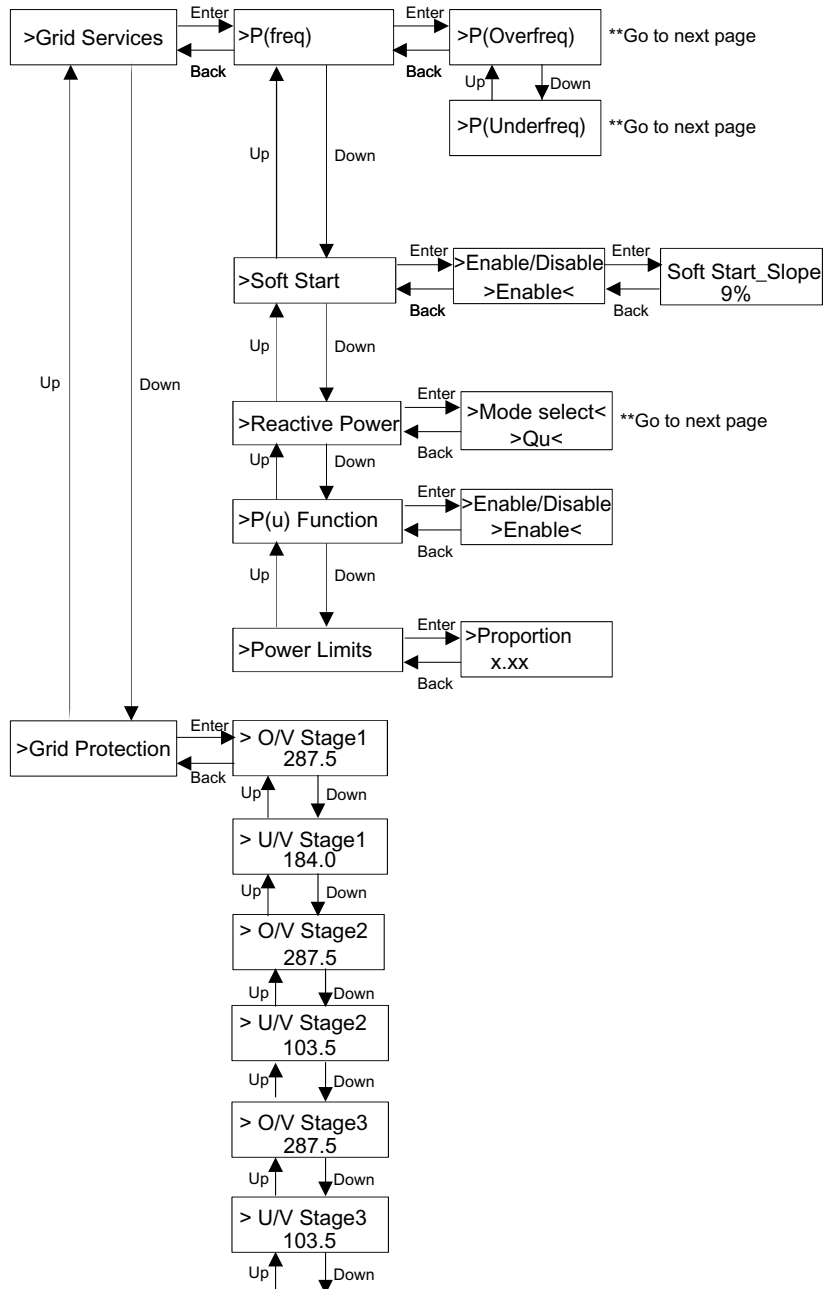 Enter
Enter
>Grid Services
>P(freq)
>P(Overfreq)
**Go to next page
Back
Back
Up
Down
>P(Underfreq)
**Go to next page
Up
Down
Enter
Enter
>Soft Start
>Enable/Disable
>Enable<
Soft Start_Slope
9%
Back
Back
Up
Down
Up
Down
Enter
>Reactive Power
>Mode select<
>Qu<
**Go to next page
Back
Up
Down
Enter
>P(u) Function
>Enable/Disable
>Enable<
Back
Up
Down
Enter
>Power Limits
>Proportion
x.xx
Back
Enter
>Grid Protection
> O/V Stage1
287.5
Back
Up
Down
> U/V Stage1
184.0
Up
Down
> O/V Stage2
287.5
Up
Down
> U/V Stage2
103.5
Up
Down
> O/V Stage3
287.5
Up
Down
> U/V Stage3
103.5
Up
Down